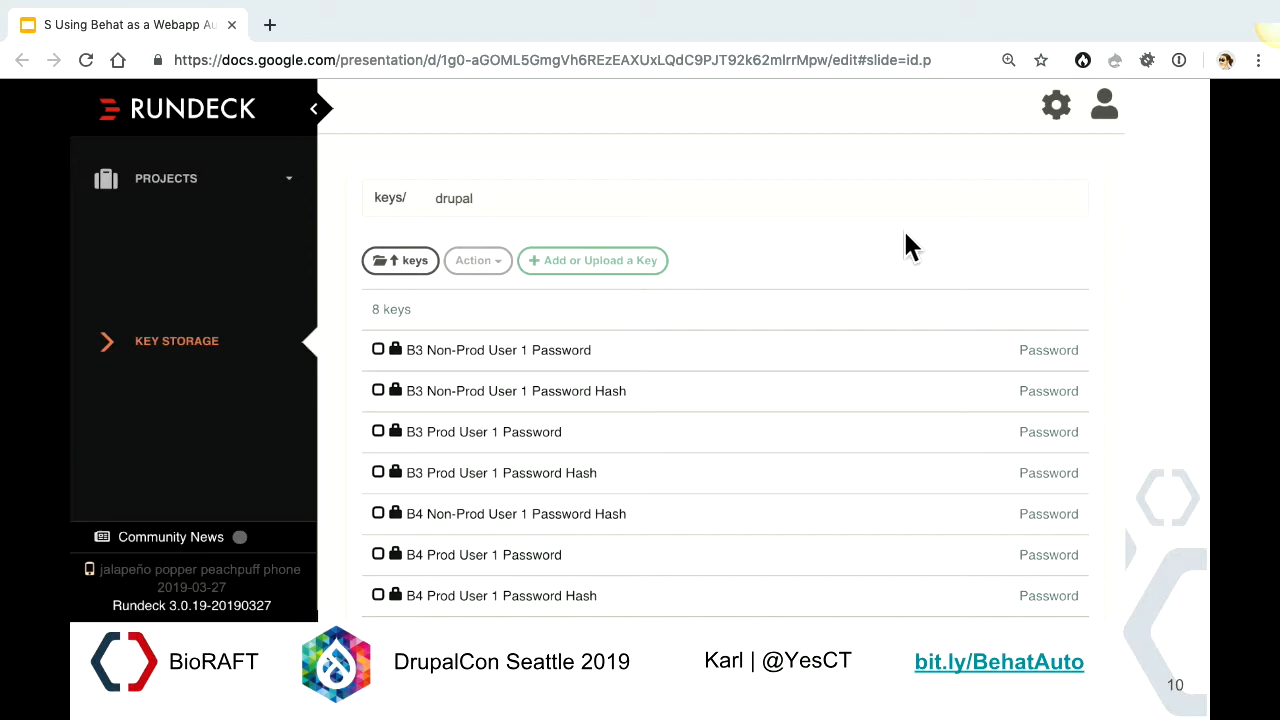 S Using Behat as a Webapp Au
https://docs.google.com/presentation/d/1g0-aGOML5GmgVh6REzEAXUxLQdC9PJT92k62mIrrMpw/edit#slide=id.p
RUNDECK
PROJECTS
keys/ drupal
keys Action Add or Upload a Key
8 keys
KEY STORAGE
B3 Non-Prod User 1 Password Password
B3 Non-Prod User 1 Password Hash Password
B3 Prod User 1 Password Password
B3 Prod User 1 Password Hash Password
B4 Non-Prod User 1 Password Hash Password
B4 Prod User 1 Password Password
B4 Prod User 1 Password Hash Password
Community News
jalapeño popper peachpuff phone
2019-03-27
Rundeck 3.0.19-20190327
BioRAFT DrupalCon Seattle 2019 Karl | @YesCT bit.ly/BehatAuto
10